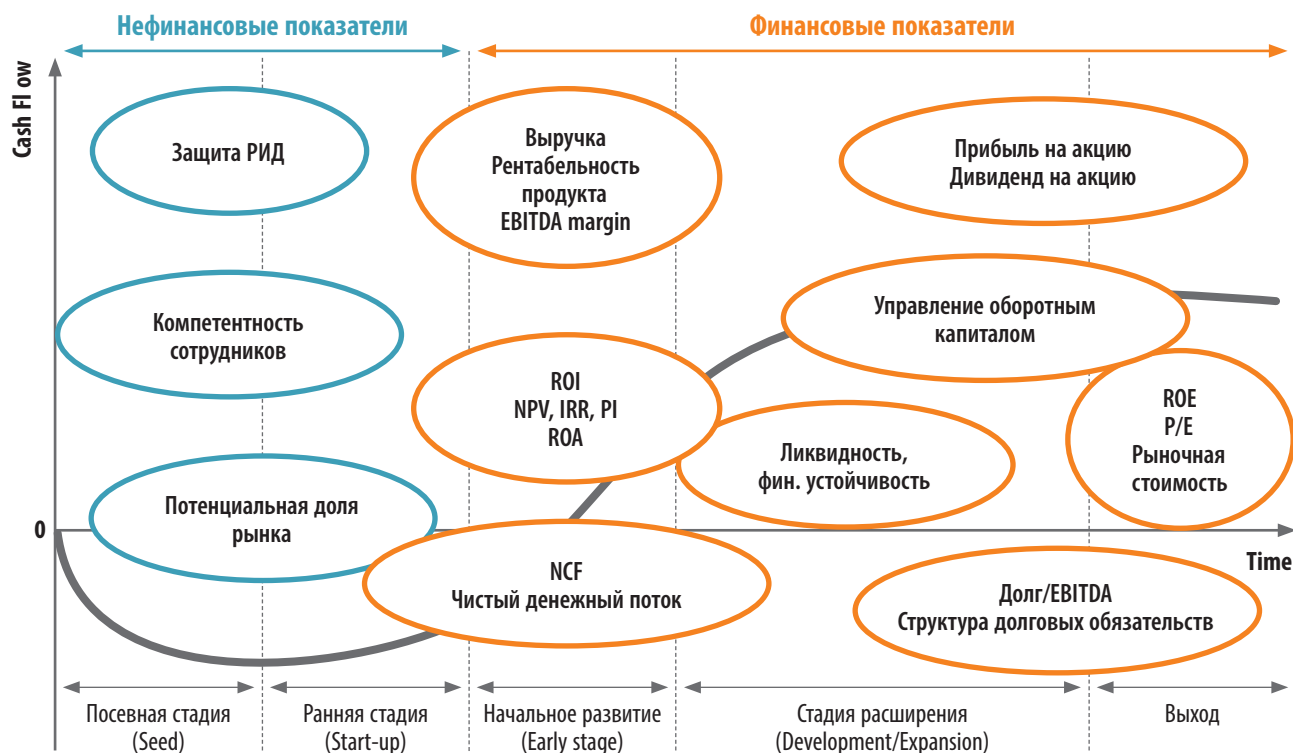 Нефинансовые показатели
Финансовые показатели
Cash Fl ow
Защита РИД
Выручка
Рентабельность
продукта
EBITDA margin
Прибыль на акцию
Дивиденд на акцию
Компетентность
сотрудников
Управление оборотным
капиталом
ROI
NPV, IRR, PI
ROA
ROE
P/E
Рыночная
стоимость
Ликвидность,
фин. устойчивость
Потенциальная доля
рынка
0
Time
NCF
Чистый денежный поток
Долг/EBITDA
Структура долговых обязательств
Посевная стадия
(Seed)
Ранняя стадия
(Start-up)
Начальное развитие
(Early stage)
Стадия расширения
(Development/Expansion)
Выход